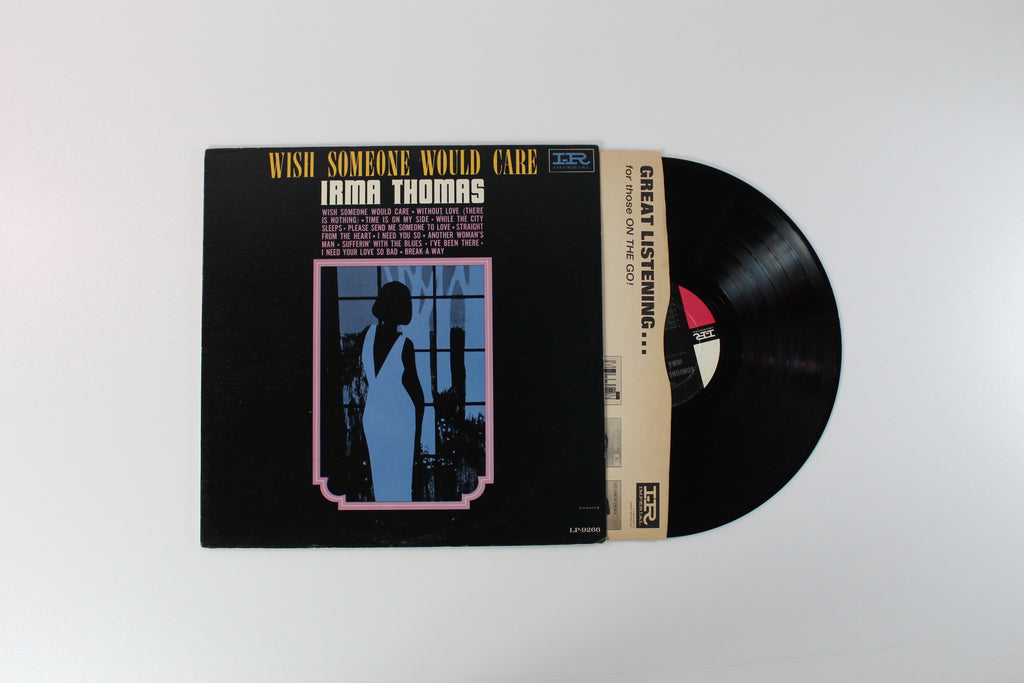 WISH SOMEONE WOULD CARE
I-R
IMPERIAL
IRMA THOMAS
WISH SOMEONE WOULD CARE • WITHOUT LOVE (THERE
IS NOTHING) • TIME IS ON MY SIDE • WHILE THE CITY
SLEEPS • PLEASE SEND ME SOMEONE TO LOVE • STRAIGHT
FROM THE HEART • I NEED YOU SO • ANOTHER WOMAN'S
MAN • SUFFERIN' WITH THE BLUES • I'VE BEEN THERE •
I NEED YOUR LOVE SO BAD • BREAK-A-WAY
LP-9266
GREAT LISTENING...
for those ON THE GO!
I-R
IMPERIAL
I-R
SOMEONE
IRMA